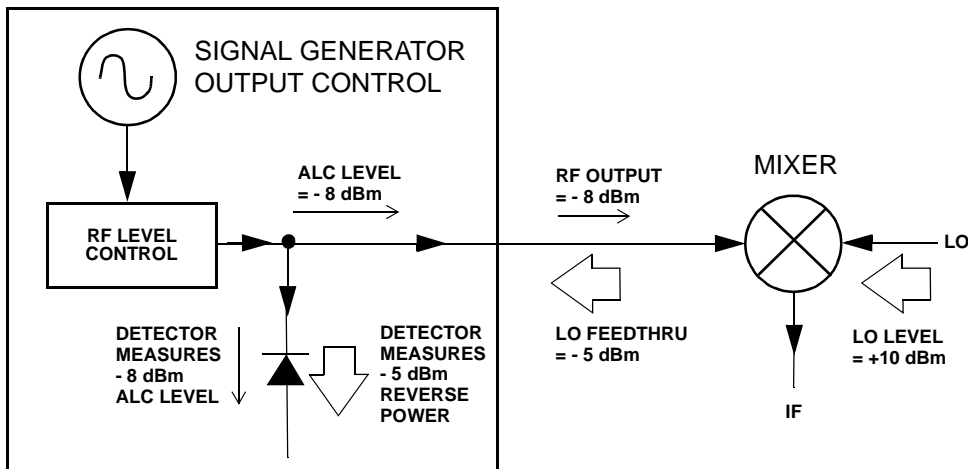 SIGNAL GENERATOR
OUTPUT CONTROL
ALC LEVEL
= - 8 dBm
RF OUTPUT
= - 8 dBm
MIXER
RF LEVEL
CONTROL
LO
DETECTOR
MEASURES
- 8 dBm
ALC LEVEL
DETECTOR
MEASURES
- 5 dBm
REVERSE
POWER
LO FEEDTHRU
= - 5 dBm
LO LEVEL
= +10 dBm
IF